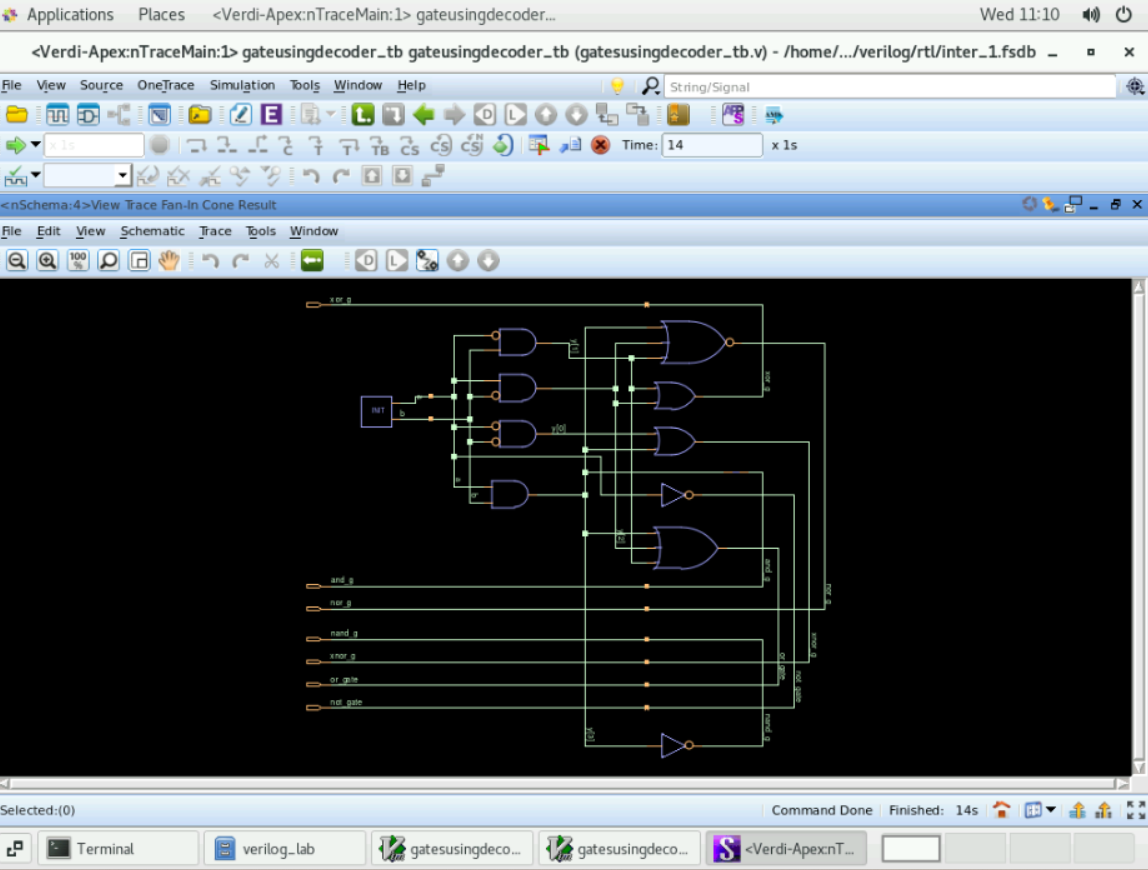 Applications Places <Verdi-Apex:nTraceMain:1> gateusingdecoder... Wed 11:10
<Verdi-Apex:nTraceMain:1> gateusingdecoder_tb gateusingdecoder_tb (gatesusingdecoder_tb.v) - /home/.../verilog/rtl/inter_1.fsdb
File View Source OneTrace Simulation Tools Window Help
String/Signal
x 1s
Time: 14 x 1s
<nSchema:4>View Trace Fan-In Cone Result
File Edit View Schematic Trace Tools Window
100 %
xor_g
y[1]
xor_g
a
INIT
b
y[0]
a
y[2]
and_g
and_g
nor_g
nor_g
nand_g
xnor_g
xnor_g
or_gate
or_gate
not_gate
not_gate
nand_g
y[3]
Selected:(0) Command Done Finished: 14s
Terminal verilog_lab gatesusingdeco... gatesusingdeco... <Verdi-Apex:nT...